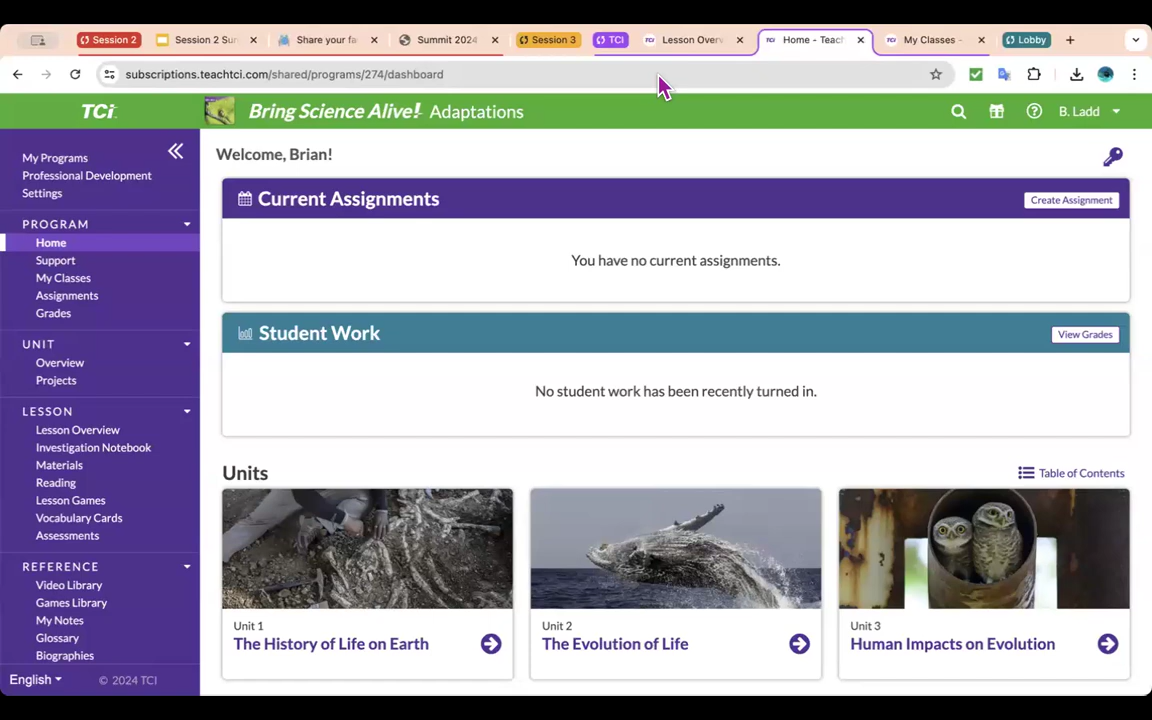 Session 2
Session 2 Sur
Share your fa
Summit 2024
Session 3
TCI
Lesson Over
Home - Teach
My Classes -
Lobby
subscriptions.teachtci.com/shared/programs/274/dashboard
TCi
Bring Science Alive! Adaptations
B. Ladd
My Programs
Professional Development
Settings
PROGRAM
Home
Support
My Classes
Assignments
Grades
UNIT
Overview
Projects
LESSON
Lesson Overview
Investigation Notebook
Materials
Reading
Lesson Games
Vocabulary Cards
Assessments
REFERENCE
Video Library
Games Library
My Notes
Glossary
Biographies
English
© 2024 TCI
Welcome, Brian!
Current Assignments
Create Assignment
You have no current assignments.
Student Work
View Grades
No student work has been recently turned in.
Units
Table of Contents
Unit 1
The History of Life on Earth
Unit 2
The Evolution of Life
Unit 3
Human Impacts on Evolution